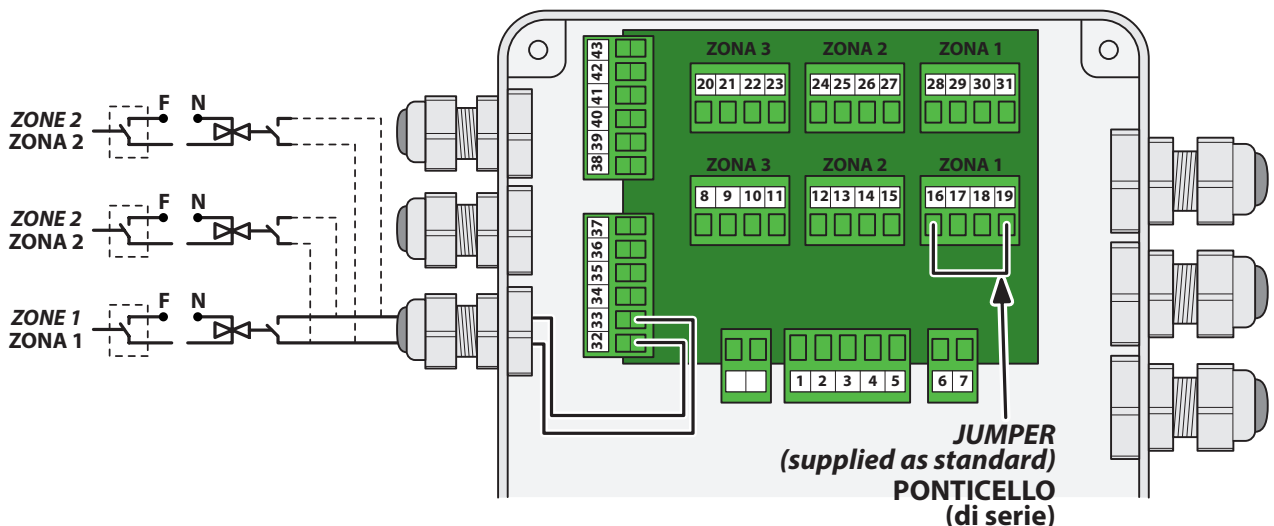 43
42
41
40
39
38
ZONA 3 ZONA 2 ZONA 1
20 21 22 23 24 25 26 27 28 29 30 31
ZONA 3 ZONA 2 ZONA 1
8 9 10 11 12 13 14 15 16 17 18 19
37
36
35
34
33
32
1 2 3 4 5 6 7
F N
ZONE 2
ZONA 2
F N
ZONE 2
ZONA 2
F N
ZONE 1
ZONA 1
JUMPER
(supplied as standard)
PONTICELLO
(di serie)